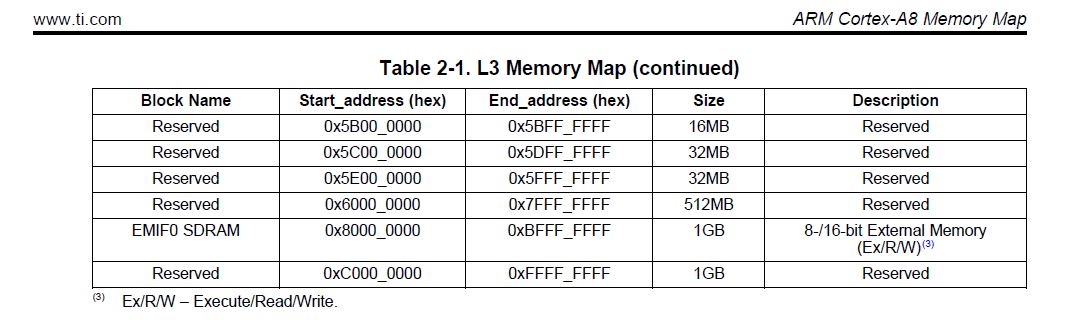 www.ti.com ARM Cortex-A8 Memory Map
Table 2-1. L3 Memory Map (continued)
Block Name Start_address (hex) End_address (hex) Size Description
Reserved 0x5B00_0000 0x5BFF_FFFF 16MB Reserved
Reserved 0x5C00_0000 0x5DFF_FFFF 32MB Reserved
Reserved 0x5E00_0000 0x5FFF_FFFF 32MB Reserved
Reserved 0x6000_0000 0x7FFF_FFFF 512MB Reserved
EMIF0 SDRAM 0x8000_0000 0xBFFF_FFFF 1GB 8-/16-bit External Memory
(Ex/R/W)(3)
Reserved 0xC000_0000 0xFFFF_FFFF 1GB Reserved
(3) Ex/R/W – Execute/Read/Write.